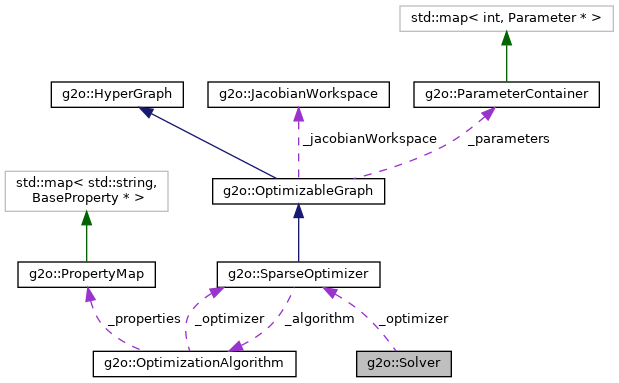 std::map< int, Parameter * >
g2o::HyperGraph
g2o::JacobianWorkspace
g2o::ParameterContainer
_jacobianWorkspace
_parameters
std::map< std::string,
BaseProperty * >
g2o::OptimizableGraph
g2o::PropertyMap
g2o::SparseOptimizer
_properties
_optimizer
_algorithm
_optimizer
g2o::OptimizationAlgorithm
g2o::Solver